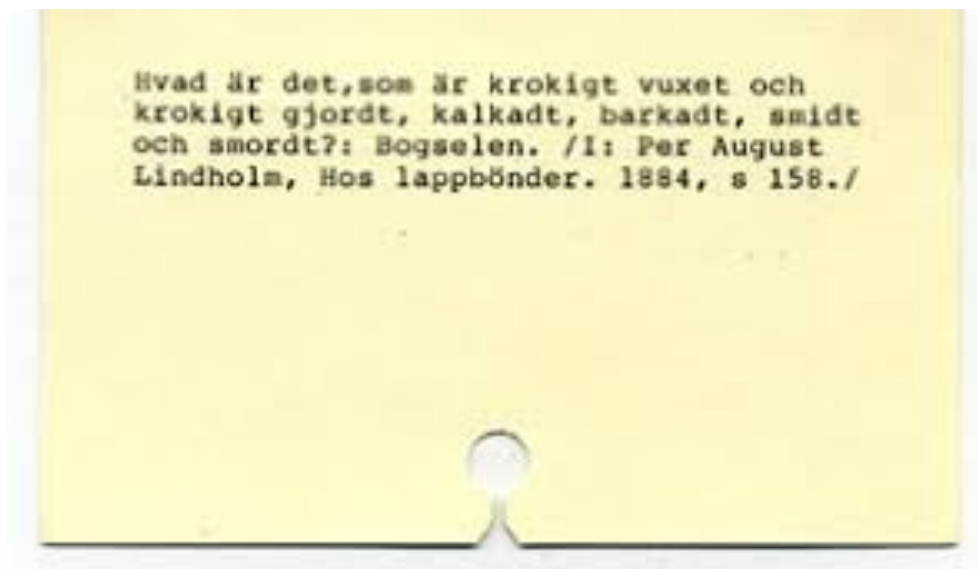 Hvad är det,som är krokigt vuxet och
krokigt gjordt, kalkadt, barkadt, smidt
och smordt?: Bogselen. /I: Per August
Lindholm, Hos lappbönder. 1884, s 158./